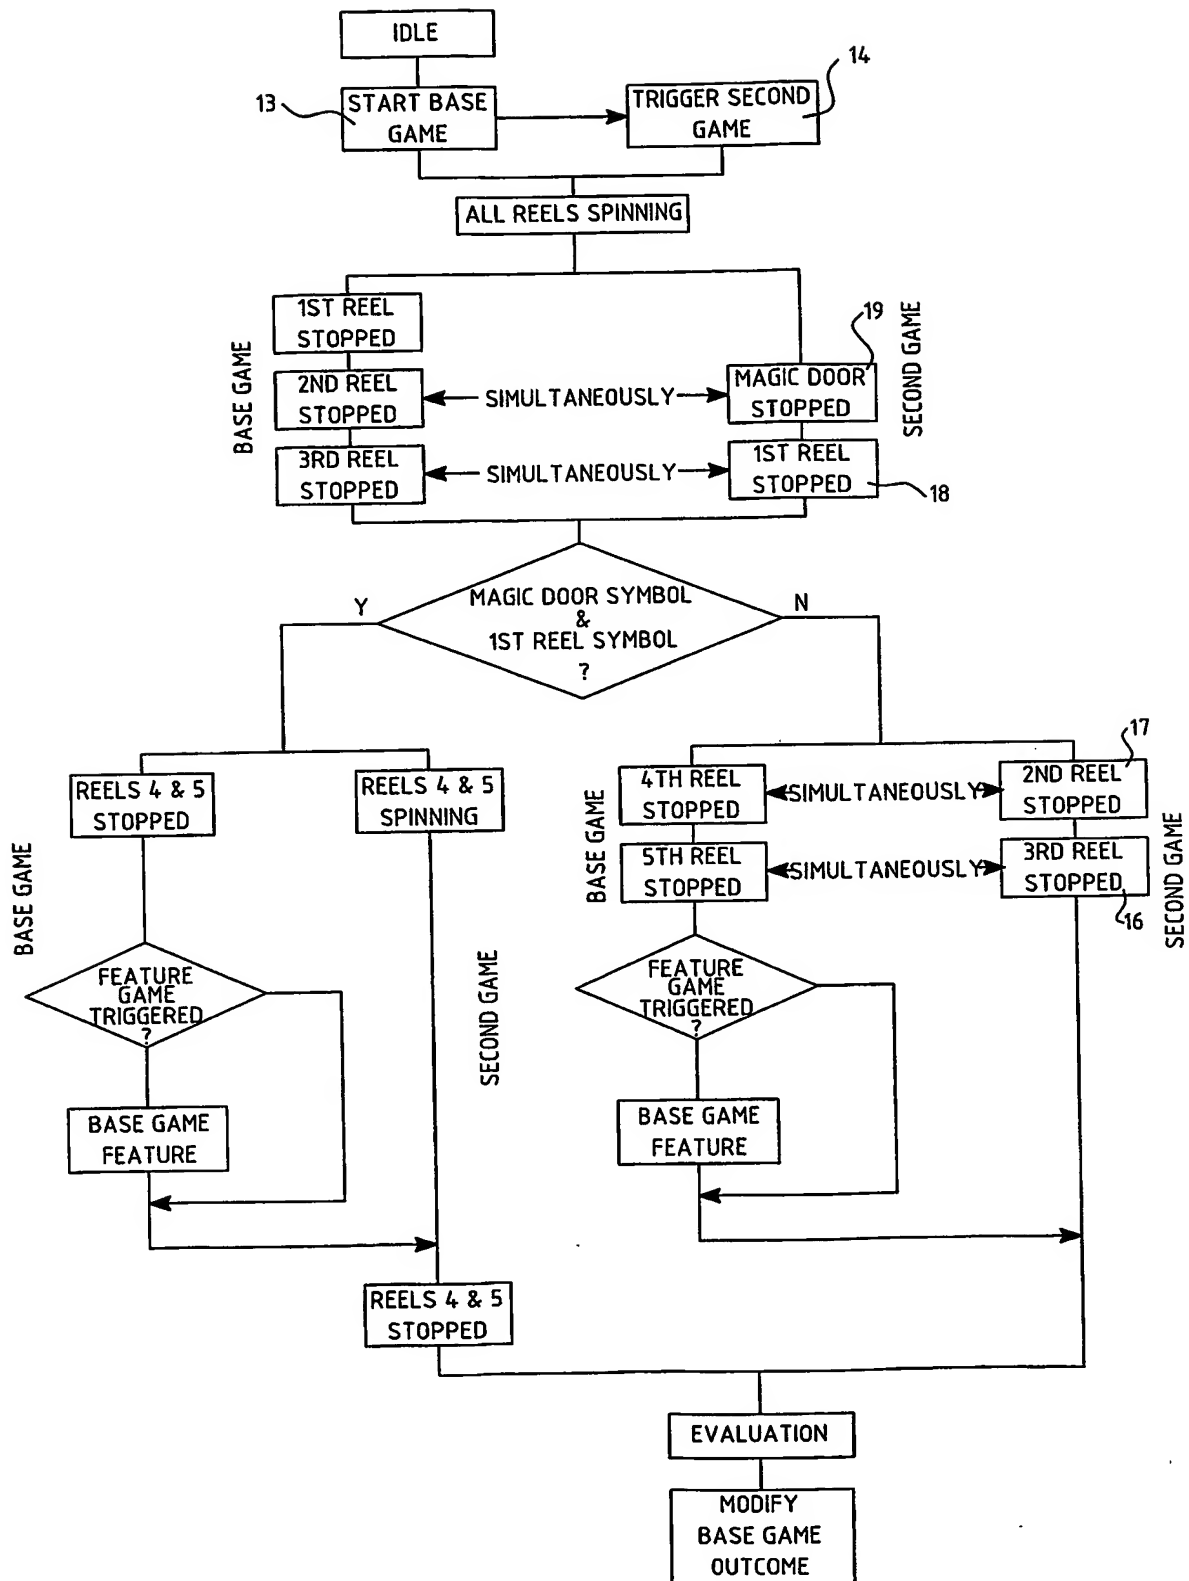 IDLE
14
13
START BASE
GAME
TRIGGER SECOND
GAME
ALL REELS SPINNING
BASE GAME
1ST REEL
STOPPED
2ND REEL
STOPPED
3RD REEL
STOPPED
SIMULTANEOUSLY
SIMULTANEOUSLY
19
MAGIC DOOR
STOPPED
1ST REEL
STOPPED
18
SECOND GAME
MAGIC DOOR SYMBOL
&
1ST REEL SYMBOL
?
Y
N
REELS 4 & 5
STOPPED
REELS 4 & 5
SPINNING
BASE GAME
FEATURE
GAME
TRIGGERED
?
BASE GAME
FEATURE
SECOND GAME
REELS 4 & 5
STOPPED
BASE GAME
4TH REEL
STOPPED
5TH REEL
STOPPED
SIMULTANEOUSLY
SIMULTANEOUSLY
17
2ND REEL
STOPPED
3RD REEL
STOPPED
16
SECOND GAME
FEATURE
GAME
TRIGGERED
?
BASE GAME
FEATURE
EVALUATION
MODIFY
BASE GAME
OUTCOME